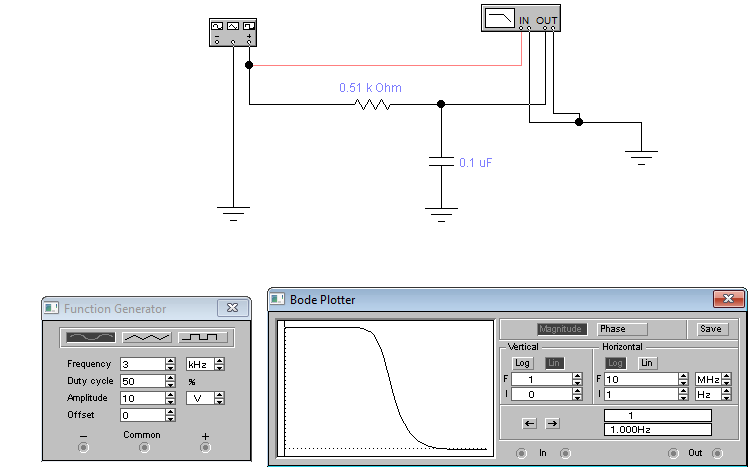 IN OUT
− +
0.51 k Ohm
0.1 uF
Function Generator
Frequency 3 kHz
Duty cycle 50 %
Amplitude 10 V
Offset 0
− Common +
Bode Plotter
Magnitude Phase Save
Vertical Horizontal
Log Lin Log Lin
F 1 F 10 MHz
I 0 I 1 Hz
1
1.000Hz
In Out